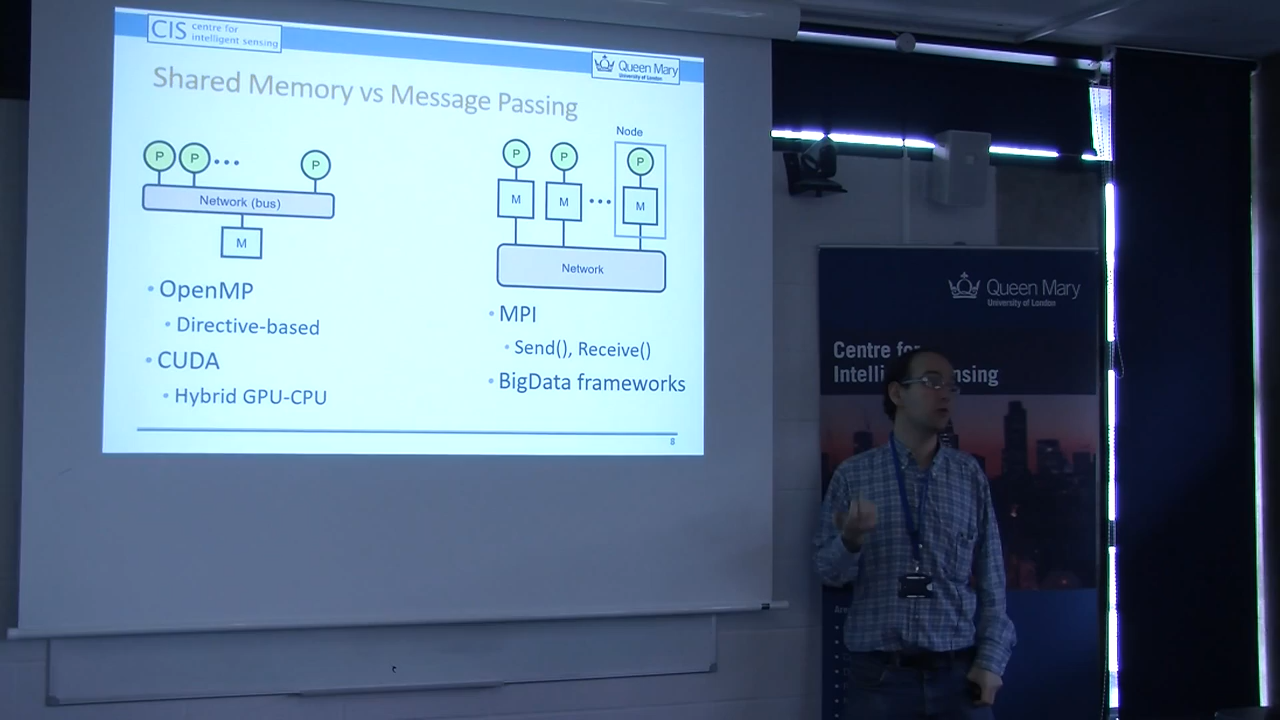 CIS centre for
intelligent sensing
Queen Mary
University of London
Shared Memory vs Message Passing
P P ••• P
Network (bus)
M
• OpenMP
• Directive-based
• CUDA
• Hybrid GPU-CPU
Node
P P P
M M ••• M
Network
• MPI
• Send(), Receive()
• BigData frameworks
8
Queen Mary
University of London
Centre for